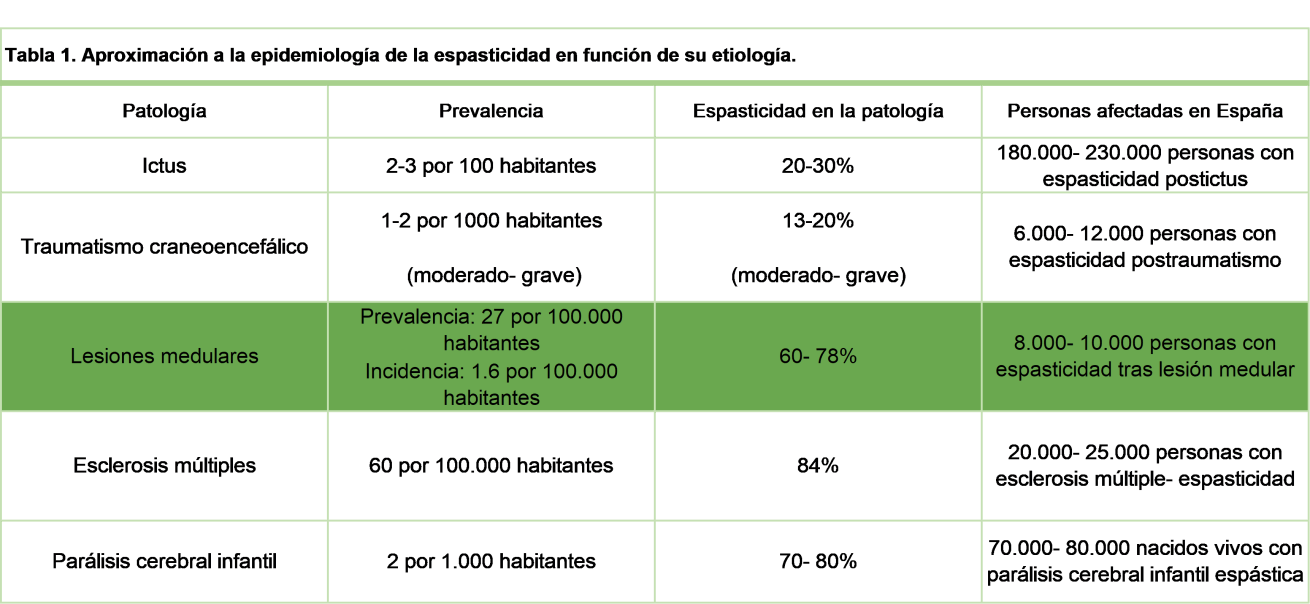 Tabla 1. Aproximación a la epidemiología de la espasticidad en función de su etiología.
Patología
Prevalencia
Espasticidad en la patología
Personas afectadas en España
Ictus
2-3 por 100 habitantes
20-30%
180.000- 230.000 personas con
espasticidad postictus
Traumatismo craneoencefálico
1-2 por 1000 habitantes
(moderado- grave)
13-20%
(moderado- grave)
6.000- 12.000 personas con
espasticidad postraumatismo
Lesiones medulares
Prevalencia: 27 por 100.000
habitantes
Incidencia: 1.6 por 100.000
habitantes
60- 78%
8.000- 10.000 personas con
espasticidad tras lesión medular
Esclerosis múltiples
60 por 100.000 habitantes
84%
20.000- 25.000 personas con
esclerosis múltiple- espasticidad
Parálisis cerebral infantil
2 por 1.000 habitantes
70- 80%
70.000- 80.000 nacidos vivos con
parálisis cerebral infantil espástica